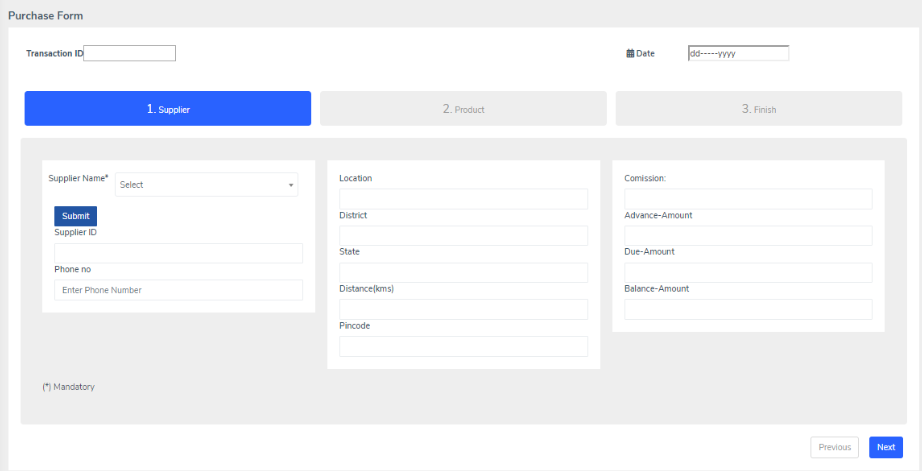 Purchase Form
Transaction ID
Date
dd-----yyyy
1. Supplier
2. Product
3. Finish
Supplier Name*
Select
Submit
Supplier ID
Phone no
Enter Phone Number
Location
District
State
Distance(kms)
Pincode
Comission:
Advance-Amount
Due-Amount
Balance-Amount
(*) Mandatory
Previous
Next